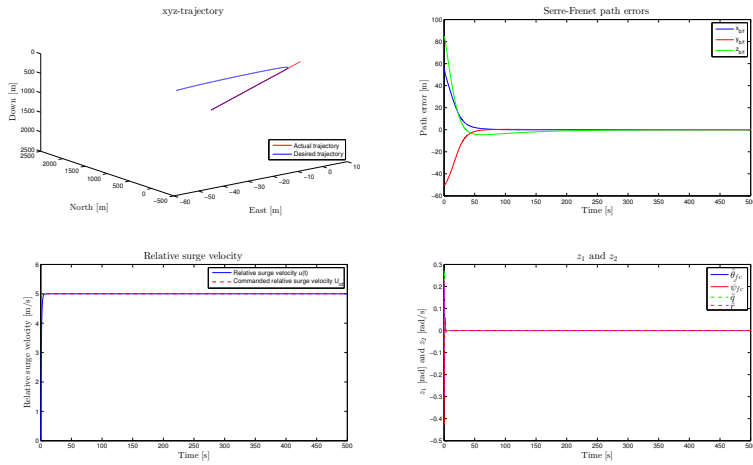 xyz-trajectory
0
500
1000
1500
2000
2500
Down [m]
2500
2000
1500
1000
500
0
−500
North [m]
−60
−50
−40
−30
−20
−10
0
10
East [m]
Actual trajectory
Desired trajectory
Serre-Frenet path errors
100
80
60
40
20
0
−20
−40
−60
Path error [m]
0 50 100 150 200 250 300 350 400 450 500
Time [s]
x_b/f
y_b/f
z_b/f
Relative surge velocity
6
5
4
3
2
1
0
Relative surge velocity [m/s]
0 50 100 150 200 250 300 350 400 450 500
Time [s]
Relative surge velocity u(t)
Commanded relative surge velocity
z₁ and z₂
0.3
0.2
0.1
0
−0.1
−0.2
−0.3
−0.4
−0.5
z₁ [rad] and z₂ [rad/s]
0 50 100 150 200 250 300 350 400 450 500
Time [s]